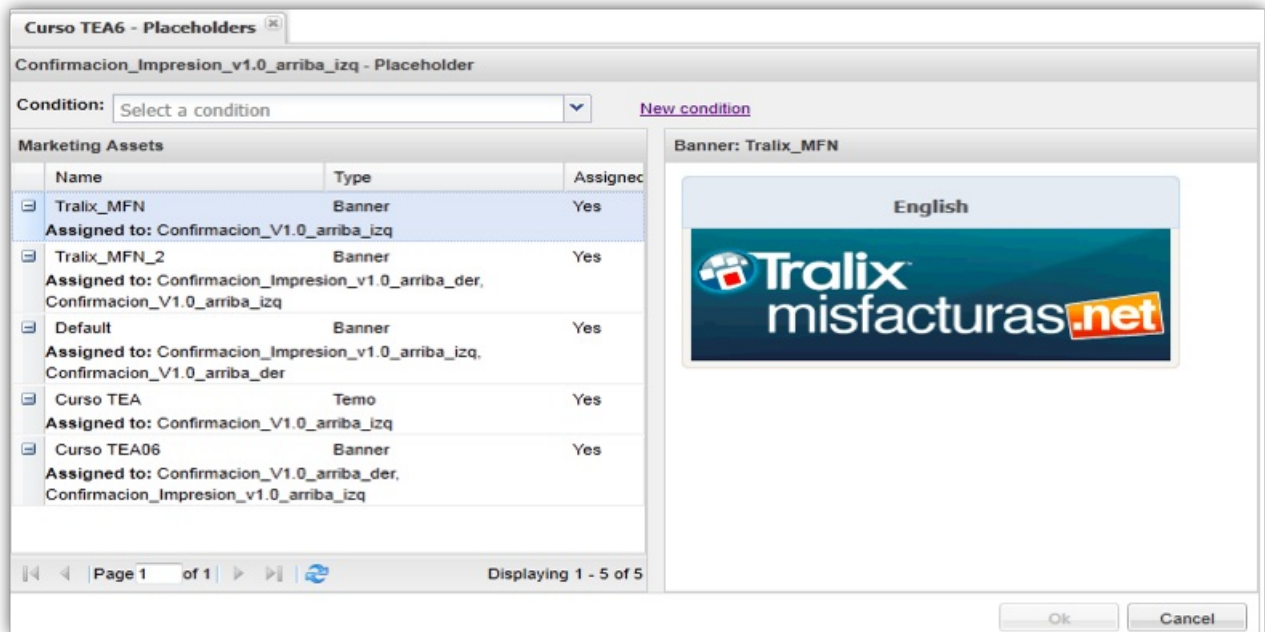 Curso TEA6 - Placeholders
Confirmacion_Impresion_v1.0_arriba_izq - Placeholder
Condition: Select a condition New condition
Marketing Assets
Name Type Assigned
Tralix_MFN Banner Yes
Assigned to: Confirmacion_V1.0_arriba_izq
Tralix_MFN_2 Banner Yes
Assigned to: Confirmacion_Impresion_v1.0_arriba_der,
Confirmacion_V1.0_arriba_izq
Default Banner Yes
Assigned to: Confirmacion_Impresion_v1.0_arriba_izq,
Confirmacion_V1.0_arriba_der
Curso TEA Temo Yes
Assigned to: Confirmacion_V1.0_arriba_izq
Curso TEA06 Banner Yes
Assigned to: Confirmacion_V1.0_arriba_der,
Confirmacion_Impresion_v1.0_arriba_izq
Page 1 of 1 Displaying 1 - 5 of 5
Banner: Tralix_MFN
English
Tralix
misfacturas.net
Ok Cancel